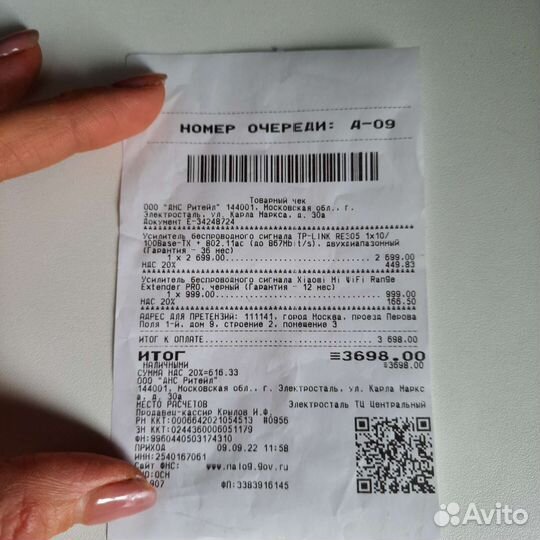 НОМЕР ОЧЕРЕДИ: А-09
Товарный чек
ООО "ДНС Ритейл" 144001, Московская обл., г.
Электросталь, ул. Карла Маркса, д. 30а
Документ Е-34248724
Усилитель беспроводного сигнала TP-LINK RE305 1x10/
100Base-TX + 802.11ac (до 867Mbit/s), двухдиапазонный
(Гарантия - 36 мес)
1 x 2 699.00 2 699.00
НДС 20% 449.83
Усилитель беспроводного сигнала Xiaomi Mi WiFi Range
Extender PRO, черный (Гарантия - 12 мес)
1 x 999.00 999.00
НДС 20% 166.50
АДРЕС ДЛЯ ПРЕТЕНЗИЙ: 111141, город Москва, проезд Перова
Поля 1-й, дом 9, строение 2, помещение 3
ИТОГ К ОПЛАТЕ 3 698.00
ИТОГ ≡3698.00
НАЛИЧНЫМИ ≡3698.00
СУММА НДС 20%=616.33
ООО "ДНС Ритейл"
144001, Московская обл., г. Электросталь, ул. Карла Маркс
а, д. 30а
МЕСТО РАСЧЕТОВ Электросталь ТЦ Центральный
Продавец-кассир Крылов И.Ф.
РН ККТ:0006642021054513 #0956
ЗН ККТ:0244360006051179
ФН:9960440503174310
ПРИХОД 09.09.22 11:58
ИНН:2540167061
Сайт ФНС: www.nalog.gov.ru
СНО:ОСН
907 ФП:3383916145
Avito